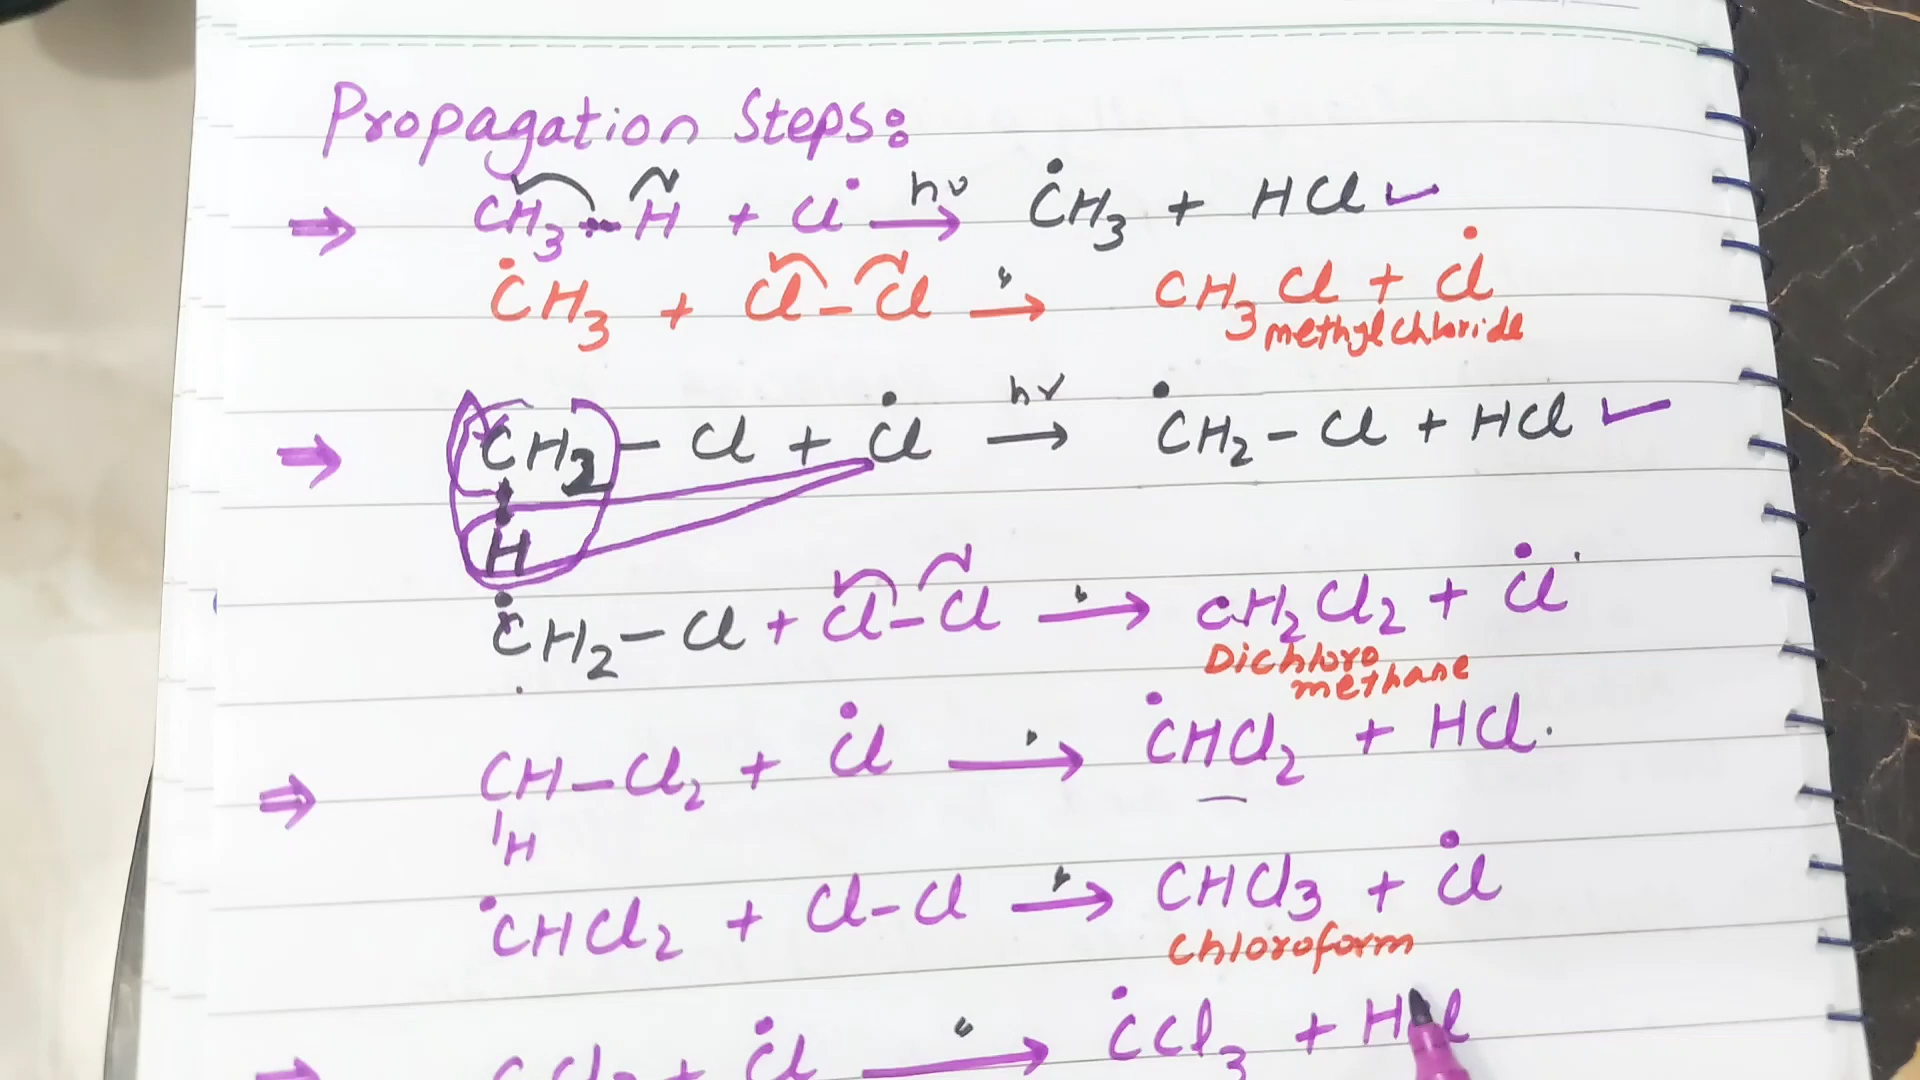 Propagation Steps:
⇒ CH3–H + Cl• hν→ •CH3 + HCl ✓
•CH3 + Cl–Cl → CH3Cl + Cl•
methyl chloride
⇒ CH2–Cl + Cl• hν→ •CH2–Cl + HCl ✓
H
•CH2–Cl + Cl–Cl → CH2Cl2 + Cl•
Dichloro
methane
⇒ CH–Cl2 + Cl• → •CHCl2 + HCl.
H
•CHCl2 + Cl–Cl → CHCl3 + Cl•
Chloroform
⇒ + Cl• → •CCl3 + HCl